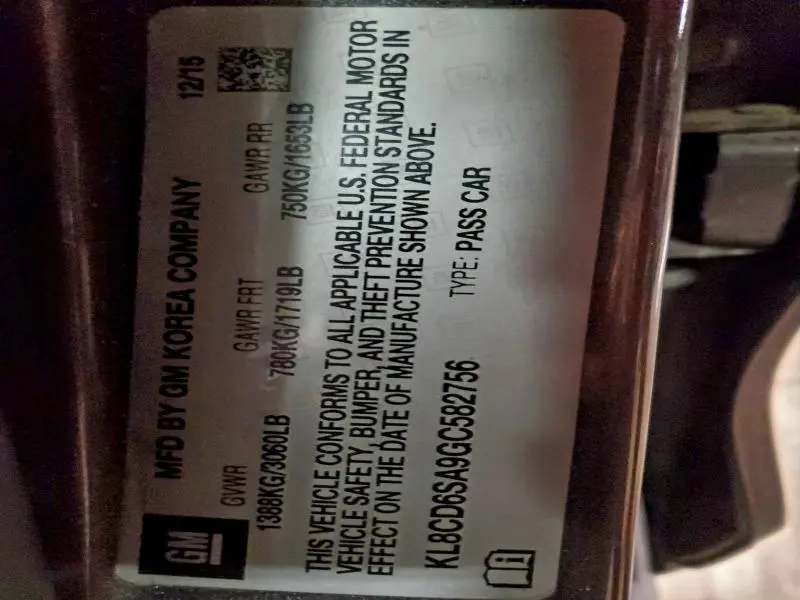 GM
MFD BY GM KOREA COMPANY 12/15
GVWR GAWR FRT GAWR RR
1388KG/3060LB 780KG/1719LB 750KG/1653LB
THIS VEHICLE CONFORMS TO ALL APPLICABLE U.S. FEDERAL MOTOR
VEHICLE SAFETY, BUMPER, AND THEFT PREVENTION STANDARDS IN
EFFECT ON THE DATE OF MANUFACTURE SHOWN ABOVE.
KL8CD6SA9GC582756 TYPE: PASS CAR